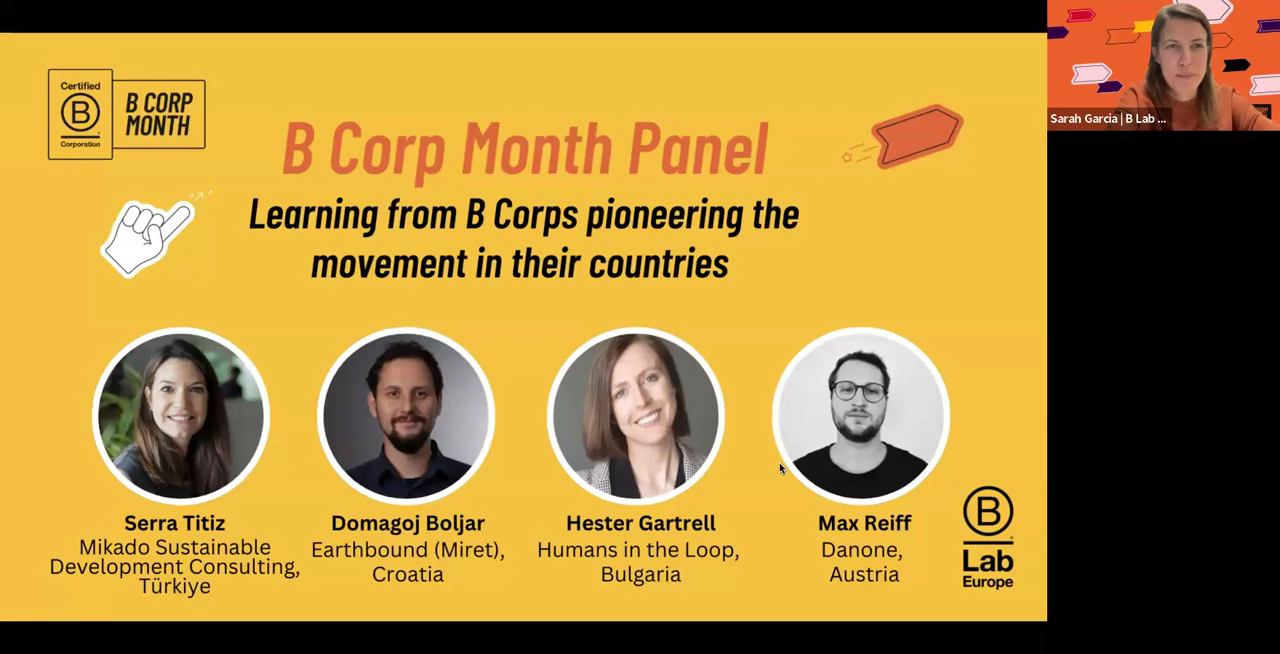 Certified
B
Corporation
B CORP
MONTH
B Corp Month Panel
Learning from B Corps pioneering the
movement in their countries
Serra Titiz
Mikado Sustainable
Development Consulting,
Türkiye
Domagoj Boljar
Earthbound (Miret),
Croatia
Hester Gartrell
Humans in the Loop,
Bulgaria
Max Reiff
Danone,
Austria
B
Lab
Europe
Sarah Garcia | B Lab ...